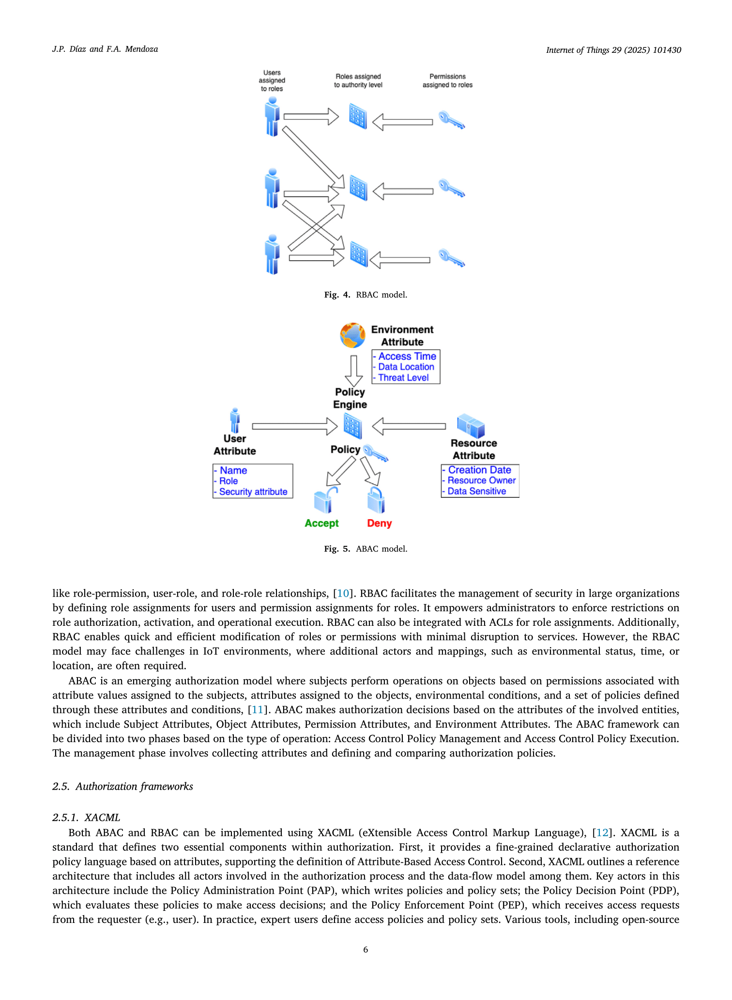 J.P. Díaz and F.A. Mendoza
Internet of Things 29 (2025) 101430
Users
assigned
to roles
Roles assigned
to authority level
Permissions
assigned to roles
Fig. 4. RBAC model.
Environment
Attribute
- Access Time
- Data Location
- Threat Level
Policy
Engine
User
Attribute
- Name
- Role
- Security attribute
Resource
Attribute
- Creation Date
- Resource Owner
- Data Sensitive
Policy
Accept
Deny
Fig. 5. ABAC model.
like role-permission, user-role, and role-role relationships, [10]. RBAC facilitates the management of security in large organizations
by defining role assignments for users and permission assignments for roles. It empowers administrators to enforce restrictions on
role authorization, activation, and operational execution. RBAC can also be integrated with ACLs for role assignments. Additionally,
RBAC enables quick and efficient modification of roles or permissions with minimal disruption to services. However, the RBAC
model may face challenges in IoT environments, where additional actors and mappings, such as environmental status, time, or
location, are often required.
ABAC is an emerging authorization model where subjects perform operations on objects based on permissions associated with
attribute values assigned to the subjects, attributes assigned to the objects, environmental conditions, and a set of policies defined
through these attributes and conditions, [11]. ABAC makes authorization decisions based on the attributes of the involved entities,
which include Subject Attributes, Object Attributes, Permission Attributes, and Environment Attributes. The ABAC framework can
be divided into two phases based on the type of operation: Access Control Policy Management and Access Control Policy Execution.
The management phase involves collecting attributes and defining and comparing authorization policies.
2.5. Authorization frameworks
2.5.1. XACML
Both ABAC and RBAC can be implemented using XACML (eXtensible Access Control Markup Language), [12]. XACML is a
standard that defines two essential components within authorization. First, it provides a fine-grained declarative authorization
policy language based on attributes, supporting the definition of Attribute-Based Access Control. Second, XACML outlines a reference
architecture that includes all actors involved in the authorization process and the data-flow model among them. Key actors in this
architecture include the Policy Administration Point (PAP), which writes policies and policy sets; the Policy Decision Point (PDP),
which evaluates these policies to make access decisions; and the Policy Enforcement Point (PEP), which receives access requests
from the requester (e.g., user). In practice, expert users define access policies and policy sets. Various tools, including open-source
6